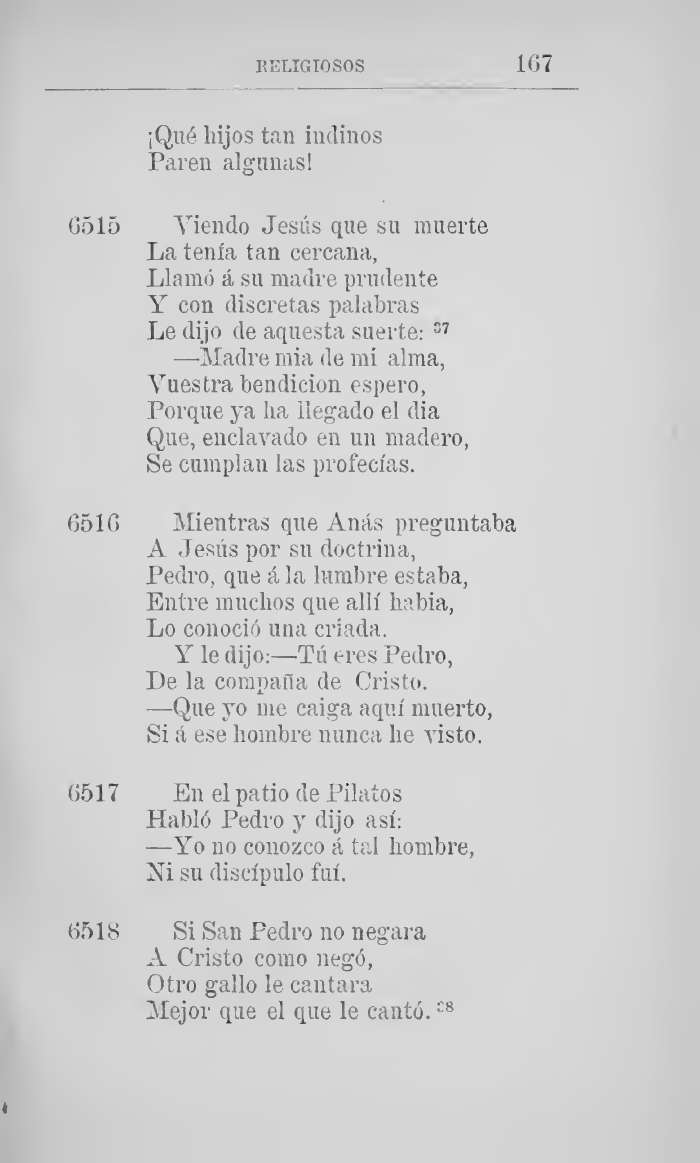 RELIGIOSOS 167
¡Qué hijos tan indinos
Paren algunas!
6515 Viendo Jesús que su muerte
La tenía tan cercana,
Llamó á su madre prudente
Y con discretas palabras
Le dijo de aquesta suerte: 37
—Madre mia de mi alma,
Vuestra bendicion espero,
Porque ya ha llegado el dia
Que, enclavado en un madero,
Se cumplan las profecías.
6516 Mientras que Anás preguntaba
A Jesús por su doctrina,
Pedro, que á la lumbre estaba,
Entre muchos que allí habia,
Lo conoció una criada.
Y le dijo:—Tú eres Pedro,
De la compaña de Cristo.
—Que yo me caiga aquí muerto,
Si á ese hombre nunca he visto.
6517 En el patio de Pilatos
Habló Pedro y dijo así:
—Yo no conozco á tal hombre,
Ni su discípulo fuí.
6518 Si San Pedro no negara
A Cristo como negó,
Otro gallo le cantara
Mejor que el que le cantó. 38